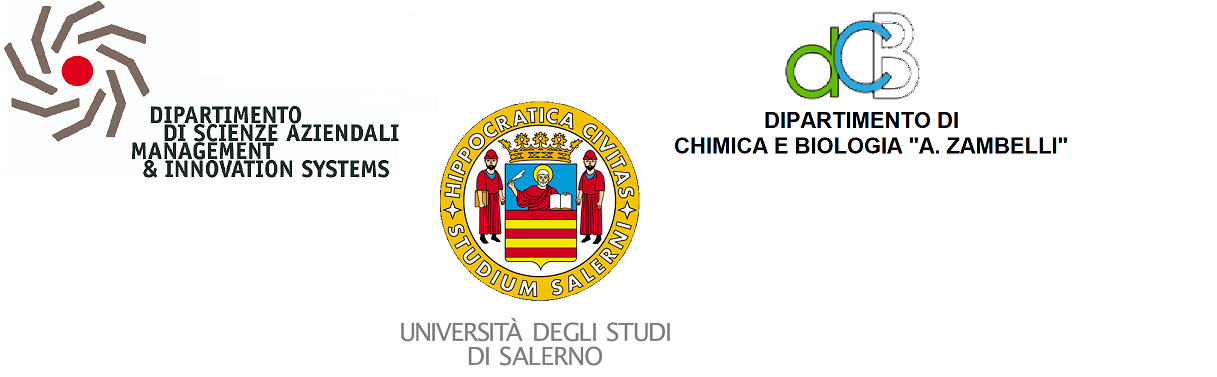 DIPARTIMENTO
DI SCIENZE AZIENDALI
MANAGEMENT
& INNOVATION SYSTEMS
HIPPOCRATICA CIVITAS
STUDIUM SALERNI
UNIVERSITÀ DEGLI STUDI
DI SALERNO
dCB
DIPARTIMENTO DI
CHIMICA E BIOLOGIA "A. ZAMBELLI"